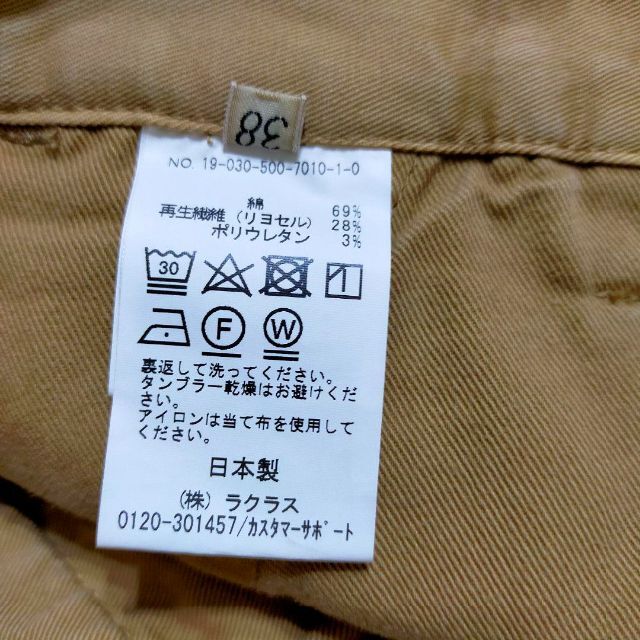 38
NO. 19-030-500-7010-1-0
綿 69%
再生繊維 (リヨセル) 28%
ポリウレタン 3%
30
F
W
裏返して洗ってください。
タンブラー乾燥はお避けくだ
さい。
アイロンは当て布を使用して
ください。
日本製
(株) ラクラス
0120-301457/カスタマーサポート